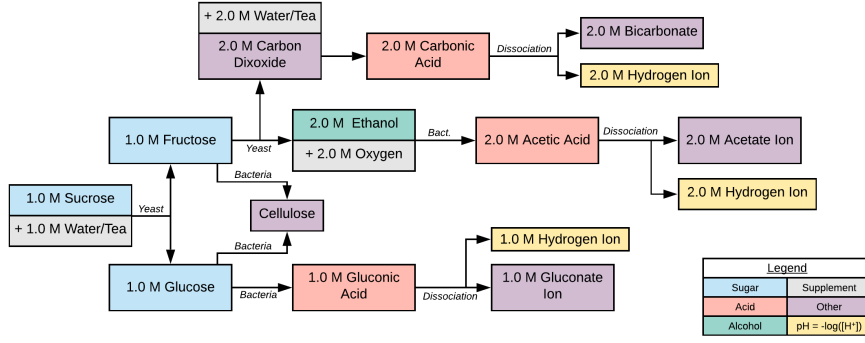 + 2.0 M Water/Tea
2.0 M Carbon
Dixoxide
2.0 M Carbonic
Acid
Dissociation
2.0 M Bicarbonate
2.0 M Hydrogen Ion
1.0 M Fructose
Yeast
2.0 M Ethanol
+ 2.0 M Oxygen
Bact.
2.0 M Acetic Acid
Dissociation
2.0 M Acetate Ion
2.0 M Hydrogen Ion
Bacteria
1.0 M Sucrose
+ 1.0 M Water/Tea
Yeast
Cellulose
Bacteria
1.0 M Glucose
Bacteria
1.0 M Gluconic
Acid
Dissociation
1.0 M Hydrogen Ion
1.0 M Gluconate
Ion
Legend
Sugar
Supplement
Acid
Other
Alcohol
pH = -log([H⁺])